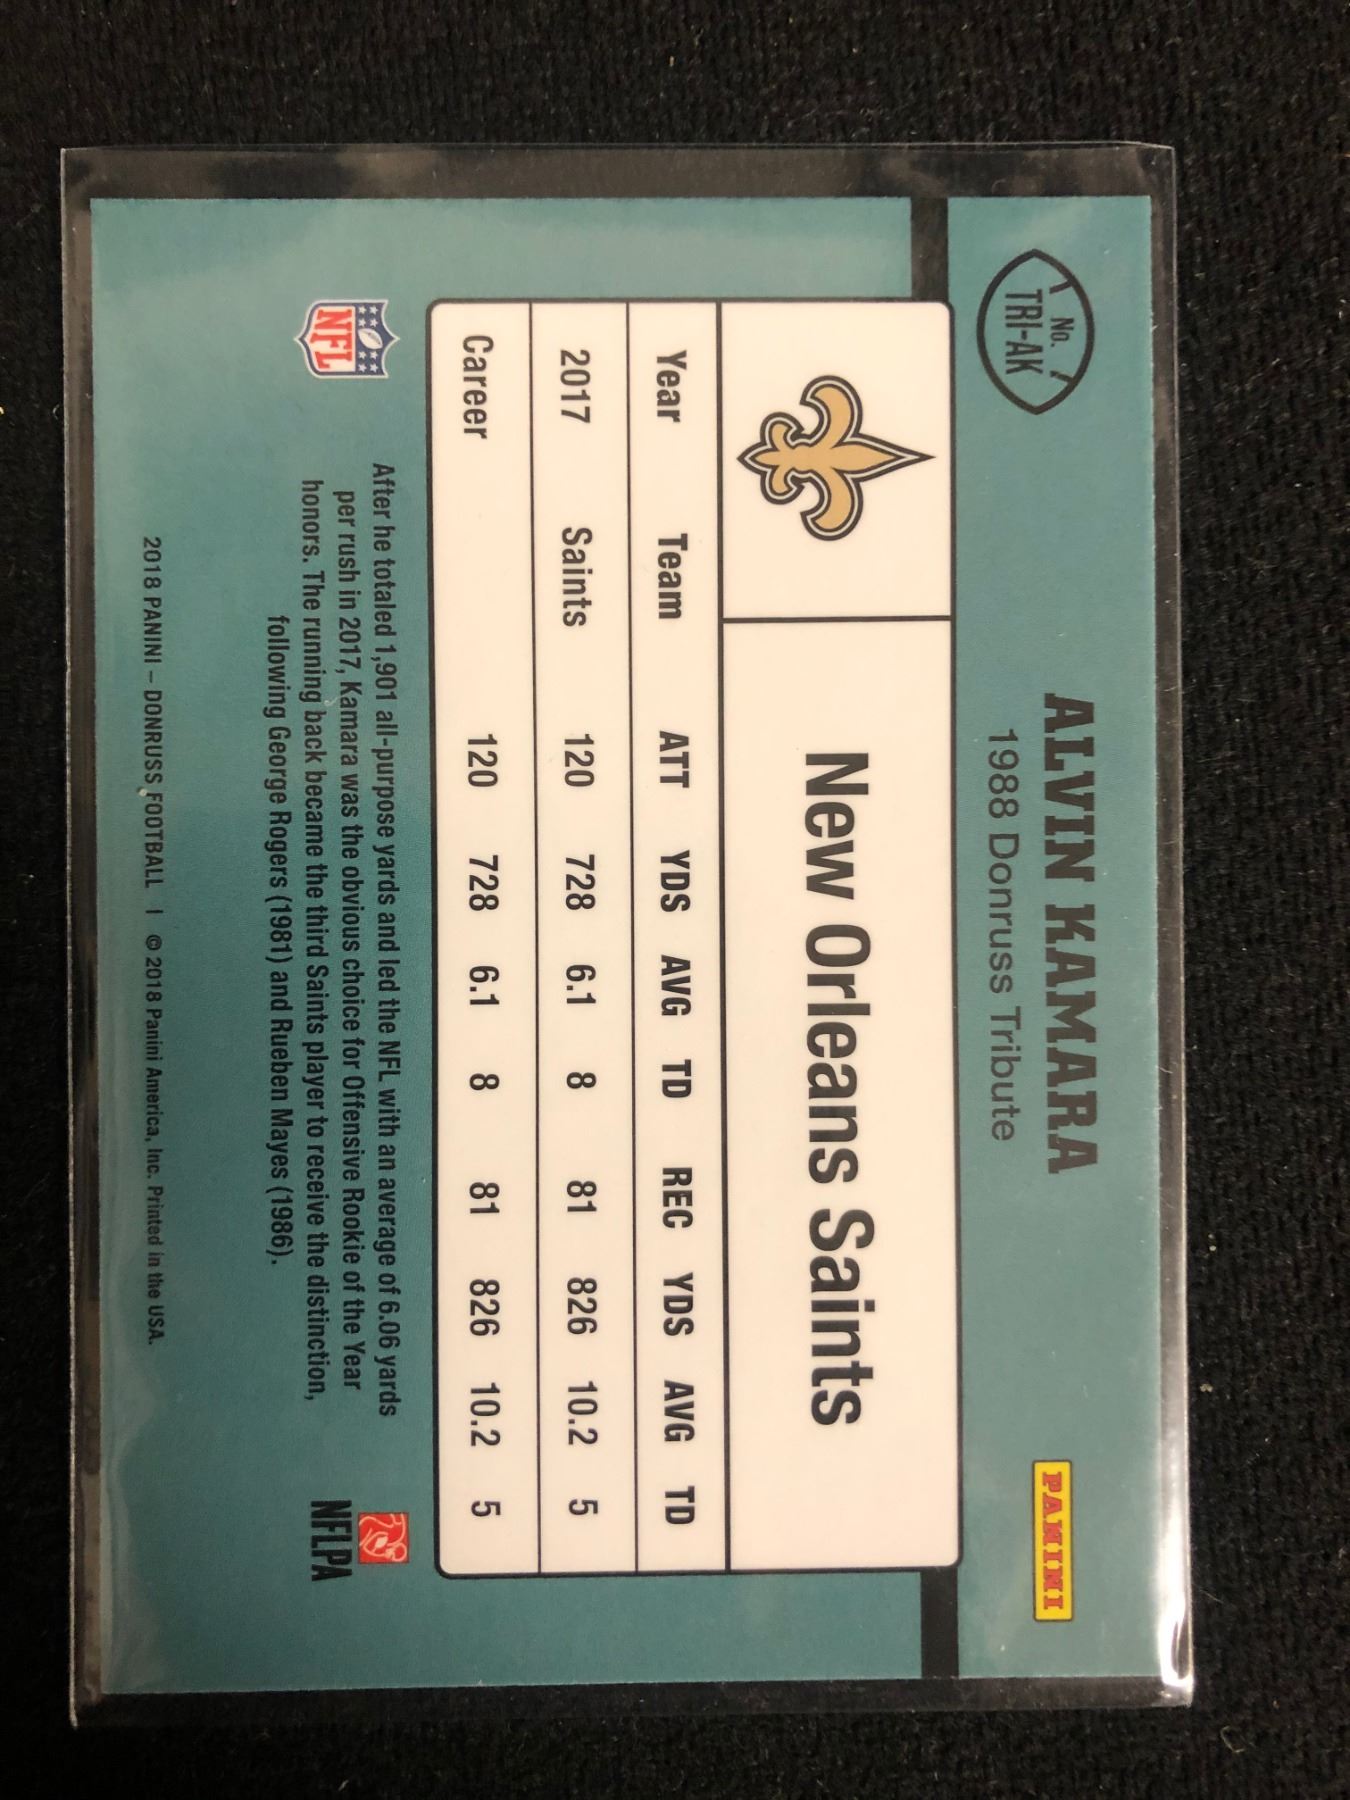 No.
TRI-AK
ALVIN KAMARA
1988 Donruss Tribute
PANINI
New Orleans Saints
Year Team ATT YDS AVG TD REC YDS AVG TD
2017 Saints 120 728 6.1 8 81 826 10.2 5
Career 120 728 6.1 8 81 826 10.2 5
NFL
After he totaled 1,901 all-purpose yards and led the NFL with an average of 6.06 yards
per rush in 2017, Kamara was the obvious choice for Offensive Rookie of the Year
honors. The running back became the third Saints player to receive the distinction,
following George Rogers (1981) and Rueben Mayes (1986).
NFLPA
2018 PANINI – DONRUSS FOOTBALL | © 2018 Panini America, Inc. Printed in the USA.